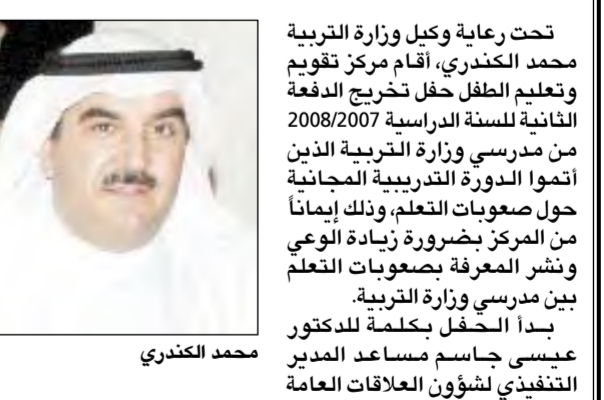 تحت رعاية وكيل وزارة التربية
محمد الكندري، أقام مركز تقويم
وتعليم الطفل حفل تخريج الدفعة
الثانية للسنة الدراسية 2008/2007
من مدرسي وزارة التربية الذين
أتموا الدورة التدريبية المجانية
حول صعوبات التعلم، وذلك إيماناً
من المركز بضرورة زيادة الوعي
ونشر المعرفة بصعوبات التعلم
بين مدرسي وزارة التربية.
بدأ الحفل بكلمة للدكتور
عيسى جاسم مساعد المدير
التنفيذي لشؤون العلاقات العامة
محمد الكندري